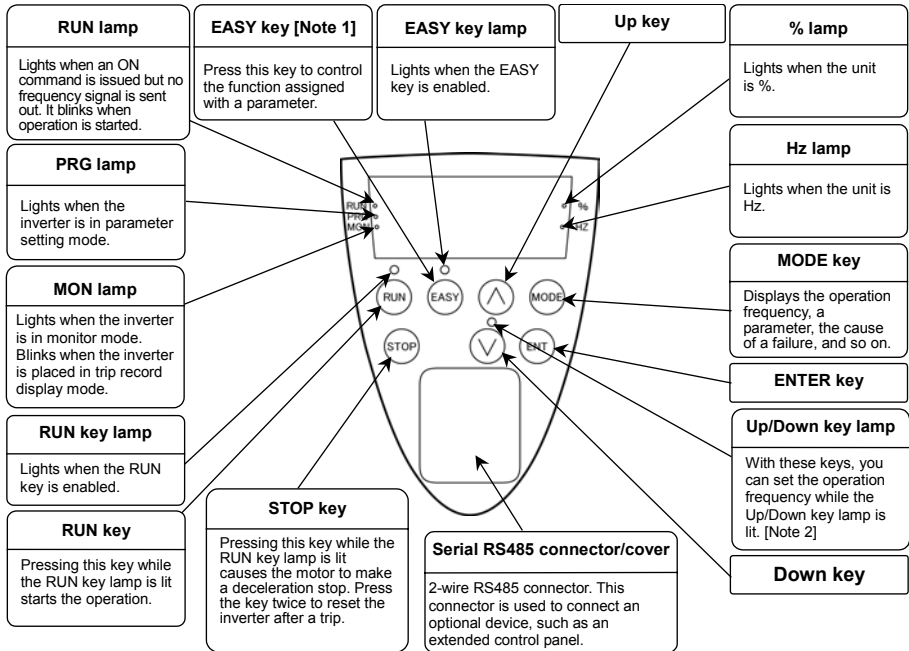 RUN lamp
Lights when an ON
command is issued but no
frequency signal is sent
out. It blinks when
operation is started.
EASY key [Note 1]
Press this key to control
the function assigned
with a parameter.
EASY key lamp
Lights when the EASY
key is enabled.
Up key
% lamp
Lights when the unit
is %.
PRG lamp
Lights when the
inverter is in parameter
setting mode.
Hz lamp
Lights when the unit is
Hz.
MON lamp
Lights when the inverter
is in monitor mode.
Blinks when the inverter
is placed in trip record
display mode.
MODE key
Displays the operation
frequency, a
parameter, the cause
of a failure, and so on.
RUN
PRG
MON
%
HZ
RUN
EASY
MODE
STOP
ENT
ENTER key
RUN key lamp
Lights when the RUN
key is enabled.
Up/Down key lamp
With these keys, you
can set the operation
frequency while the
Up/Down key lamp is
lit. [Note 2]
RUN key
Pressing this key while
the RUN key lamp is lit
starts the operation.
STOP key
Pressing this key while the
RUN key lamp is lit
causes the motor to make
a deceleration stop. Press
the key twice to reset the
inverter after a trip.
Serial RS485 connector/cover
2-wire RS485 connector. This
connector is used to connect an
optional device, such as an
extended control panel.
Down key